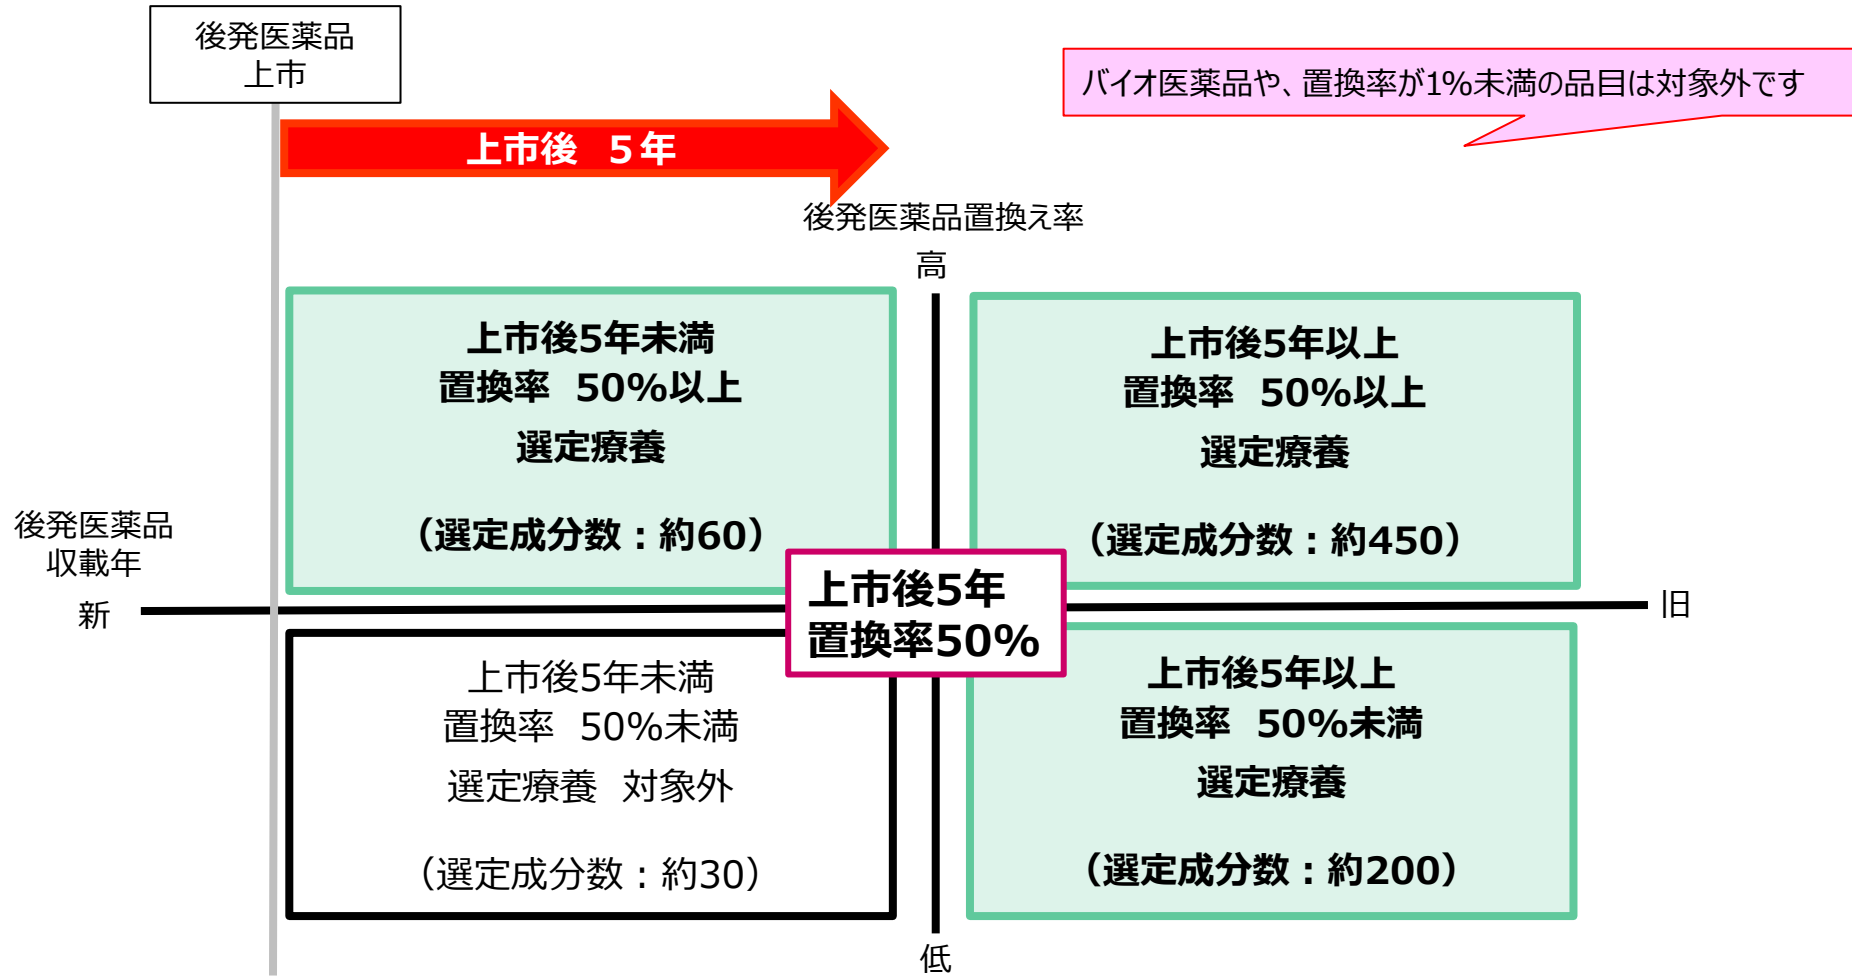 後発医薬品
上市
バイオ医薬品や、置換率が1%未満の品目は対象外です
上市後 5年
後発医薬品置換え率
高
上市後5年未満
置換率 50%以上
選定療養
（選定成分数：約60）
上市後5年以上
置換率 50%以上
選定療養
（選定成分数：約450）
後発医薬品
収載年
新
上市後5年
置換率50%
旧
上市後5年未満
置換率 50%未満
選定療養 対象外
（選定成分数：約30）
上市後5年以上
置換率 50%未満
選定療養
（選定成分数：約200）
低